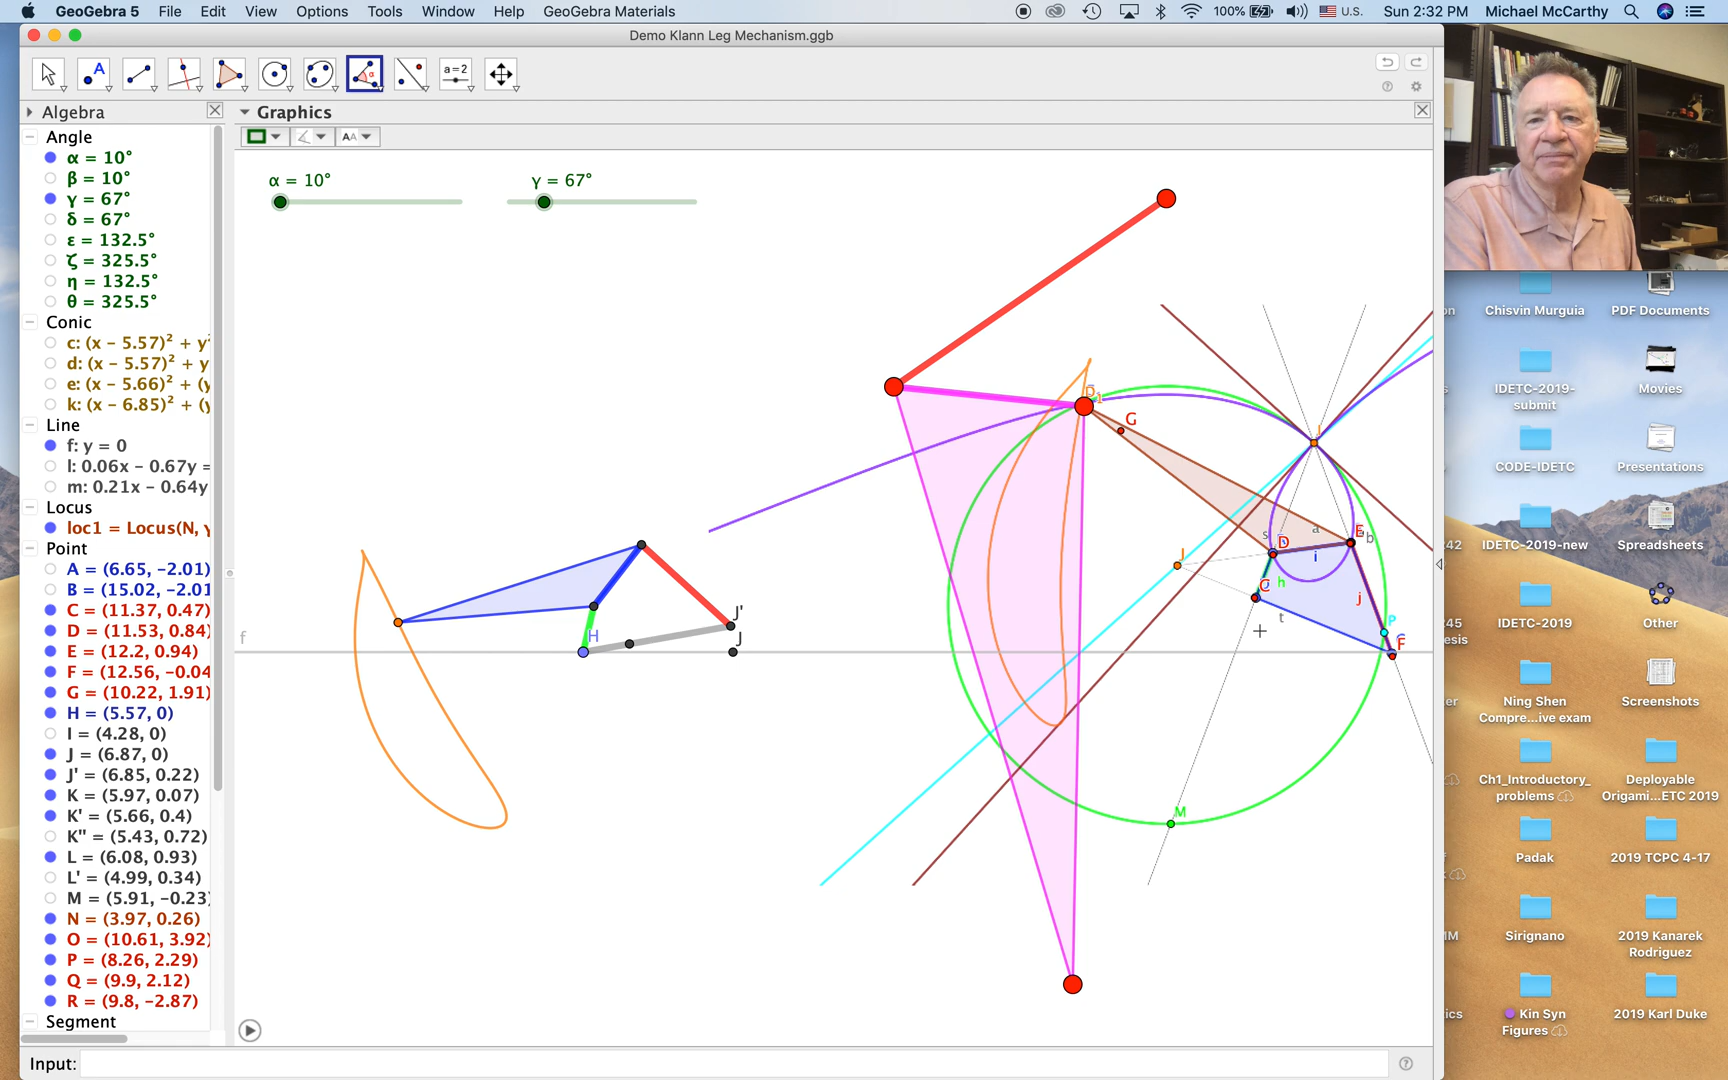 GeoGebra 5 File Edit View Options Tools Window Help GeoGebra Materials 100% U.S. Sun 2:32 PM Michael McCarthy
Demo Klann Leg Mechanism.ggb
A α a=2
Algebra
Graphics
AA
Angle
α = 10°
β = 10°
γ = 67°
δ = 67°
ε = 132.5°
ζ = 325.5°
η = 132.5°
θ = 325.5°
Conic
c: (x – 5.57)² + y²
d: (x – 5.57)² + y
e: (x – 5.66)² + (y
k: (x – 6.85)² + (y
Line
f: y = 0
l: 0.06x – 0.67y =
m: 0.21x – 0.64y
Locus
loc1 = Locus(N, γ
Point
A = (6.65, –2.01)
B = (15.02, –2.01
C = (11.37, 0.47)
D = (11.53, 0.84)
E = (12.2, 0.94)
F = (12.56, –0.04
G = (10.22, 1.91)
H = (5.57, 0)
I = (4.28, 0)
J = (6.87, 0)
J' = (6.85, 0.22)
K = (5.97, 0.07)
K' = (5.66, 0.4)
K" = (5.43, 0.72)
L = (6.08, 0.93)
L' = (4.99, 0.34)
M = (5.91, –0.23)
N = (3.97, 0.26)
O = (10.61, 3.92)
P = (8.26, 2.29)
Q = (9.9, 2.12)
R = (9.8, –2.87)
Segment
Input:
α = 10°
γ = 67°
f
H
J'
J
G
J
J
s
D
a
E
b
i
C
h
j
t
P
F
M
on
Chisvin Murguia
PDF Documents
IDETC-2019-
submit
Movies
CODE-IDETC
Presentations
242
IDETC-2019-new
Spreadsheets
245
esis
IDETC-2019
Other
er
Ning Shen
Compre...ive exam
Screenshots
Ch1_Introductory_
problems
Deployable
Origami...ETC 2019
Padak
2019 TCPC 4-17
IM
Sirignano
2019 Kanarek
Rodriguez
ics
Kin Syn
Figures
2019 Karl Duke